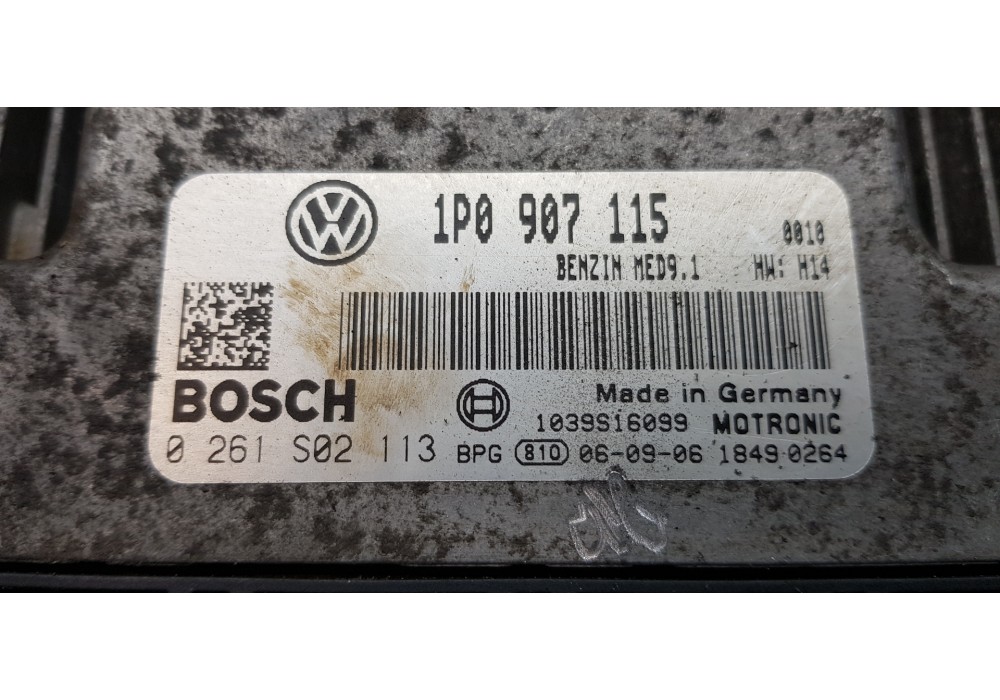 1P0 907 115 0010
BENZIN MED9.1 HW: H14
BOSCH Made in Germany
1039S16099 MOTRONIC
0 261 S02 113 BPG 810 06-09-06 1849 0264